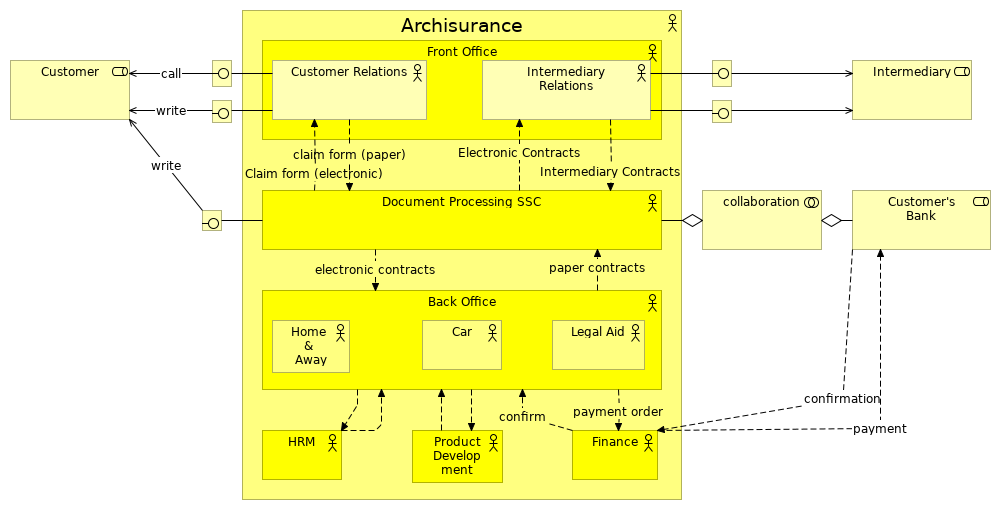 Archisurance
Front Office
Customer
call
Customer Relations
Intermediary
Relations
Intermediary
write
claim form (paper)
Electronic Contracts
write
Claim form (electronic)
Intermediary Contracts
Document Processing SSC
collaboration
Customer's
Bank
electronic contracts
paper contracts
Back Office
Home
&
Away
Car
Legal Aid
confirmation
confirm
payment order
payment
HRM
Product
Develop
ment
Finance